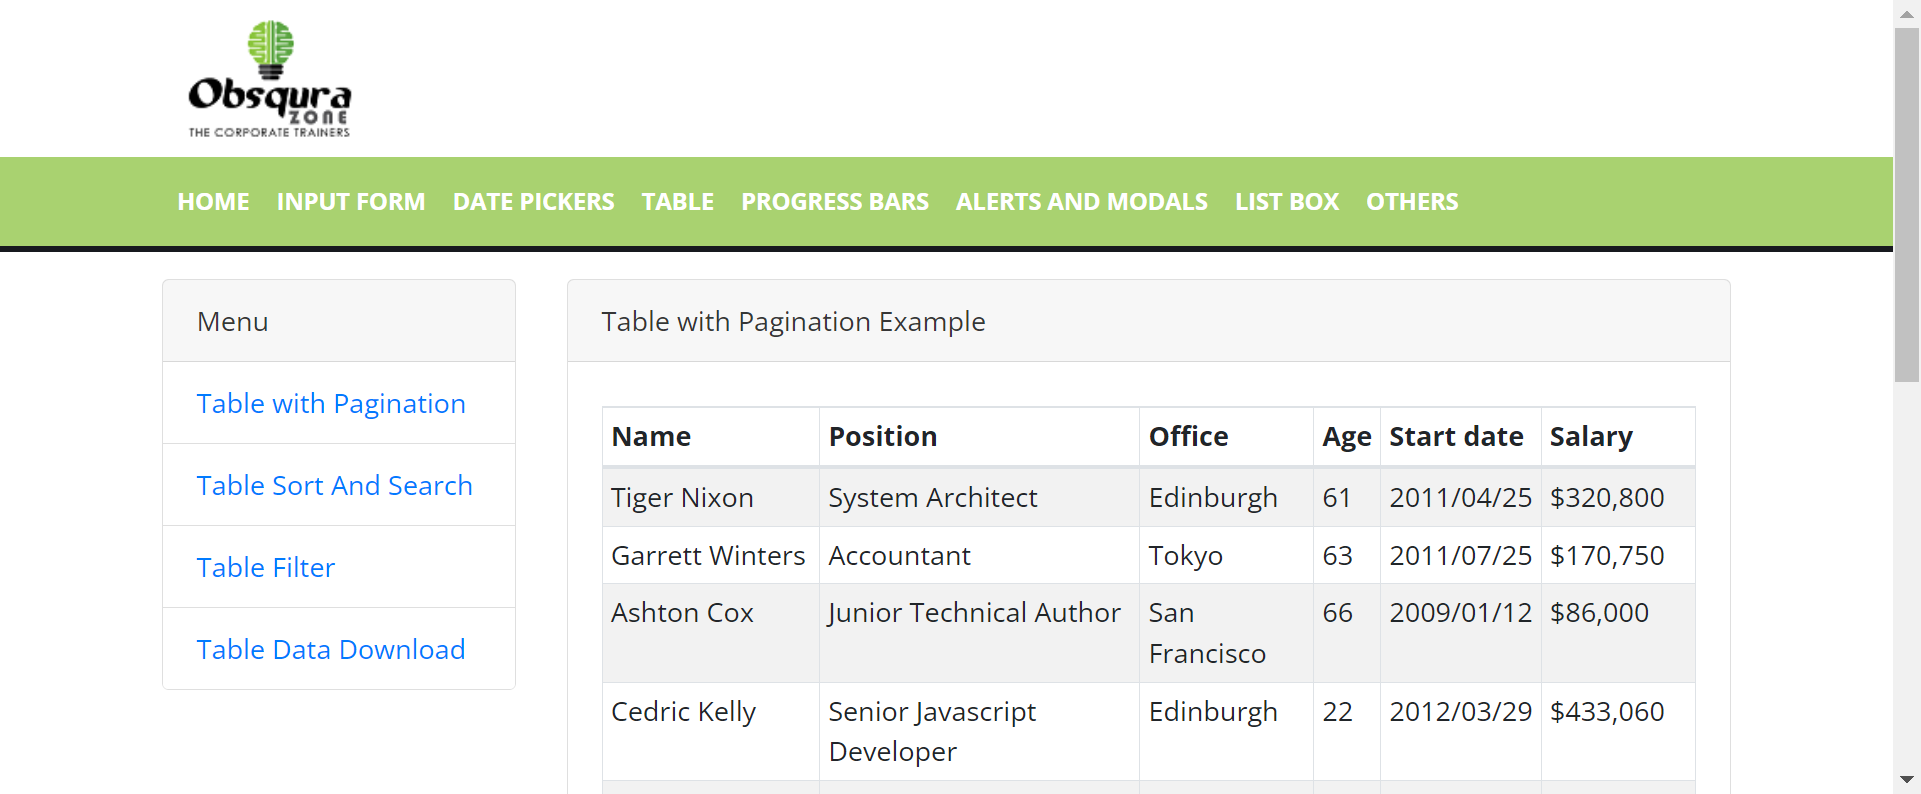 Obsqura
ZONE
THE CORPORATE TRAINERS
HOME INPUT FORM DATE PICKERS TABLE PROGRESS BARS ALERTS AND MODALS LIST BOX OTHERS
Menu
Table with Pagination
Table Sort And Search
Table Filter
Table Data Download
Table with Pagination Example
Name Position Office Age Start date Salary
Tiger Nixon System Architect Edinburgh 61 2011/04/25 $320,800
Garrett Winters Accountant Tokyo 63 2011/07/25 $170,750
Ashton Cox Junior Technical Author San 66 2009/01/12 $86,000
Francisco
Cedric Kelly Senior Javascript Edinburgh 22 2012/03/29 $433,060
Developer